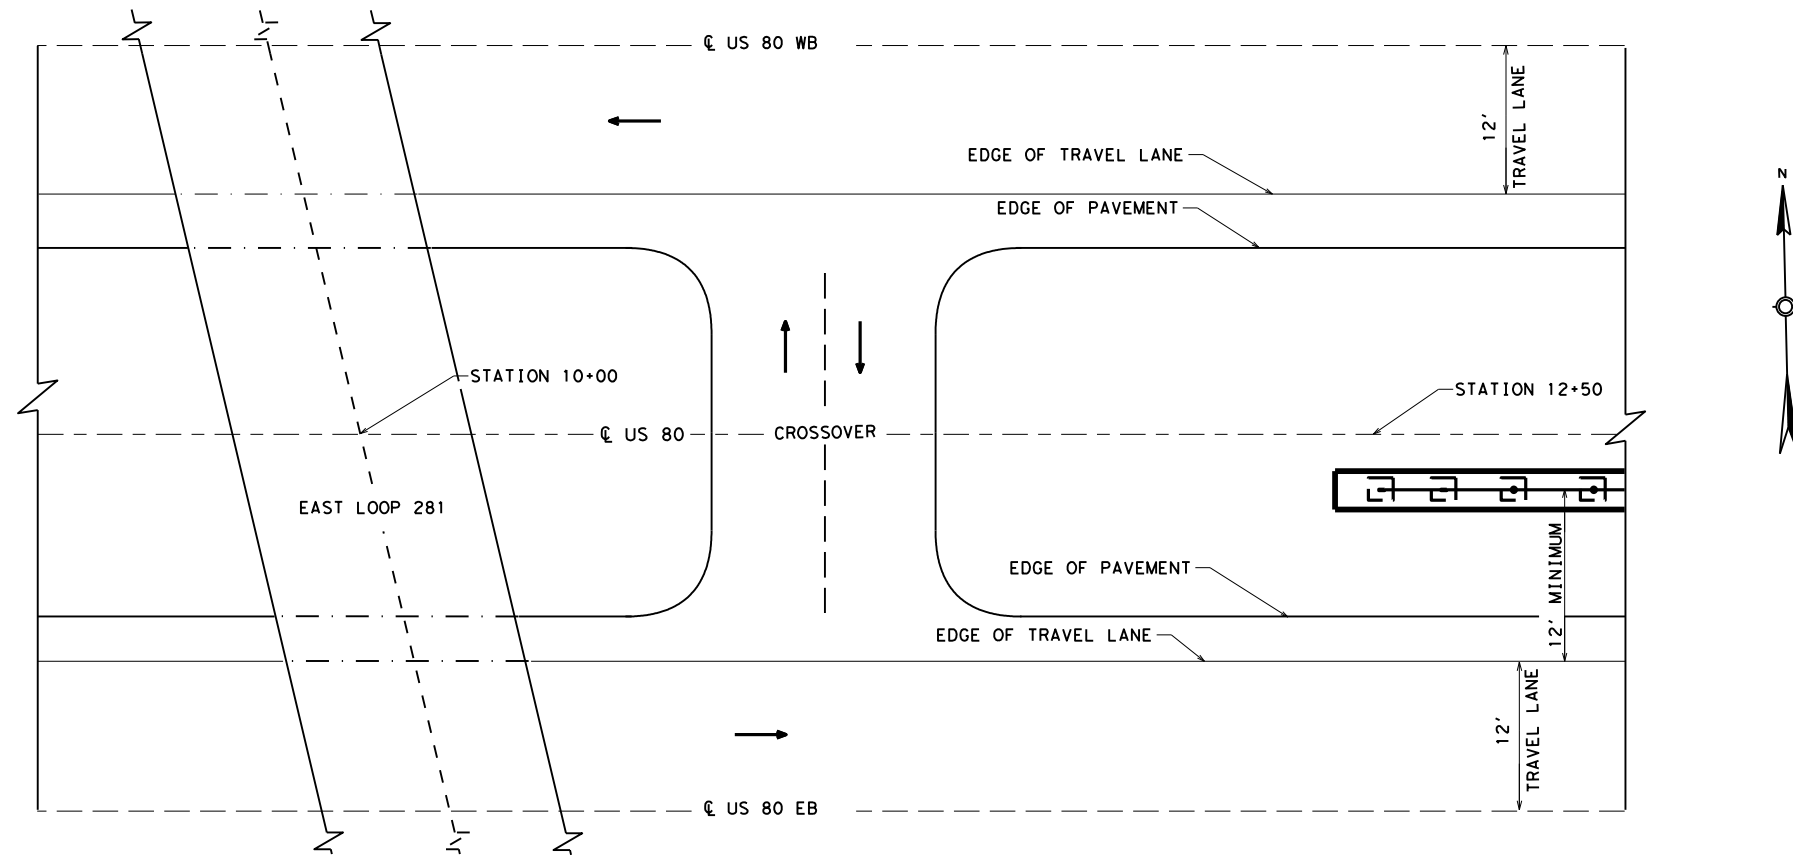 ℄ US 80 WB
12' TRAVEL LANE
EDGE OF TRAVEL LANE
EDGE OF PAVEMENT
N
STATION 10+00
STATION 12+50
℄ US 80
CROSSOVER
EAST LOOP 281
12' MINIMUM
EDGE OF PAVEMENT
EDGE OF TRAVEL LANE
12' TRAVEL LANE
℄ US 80 EB